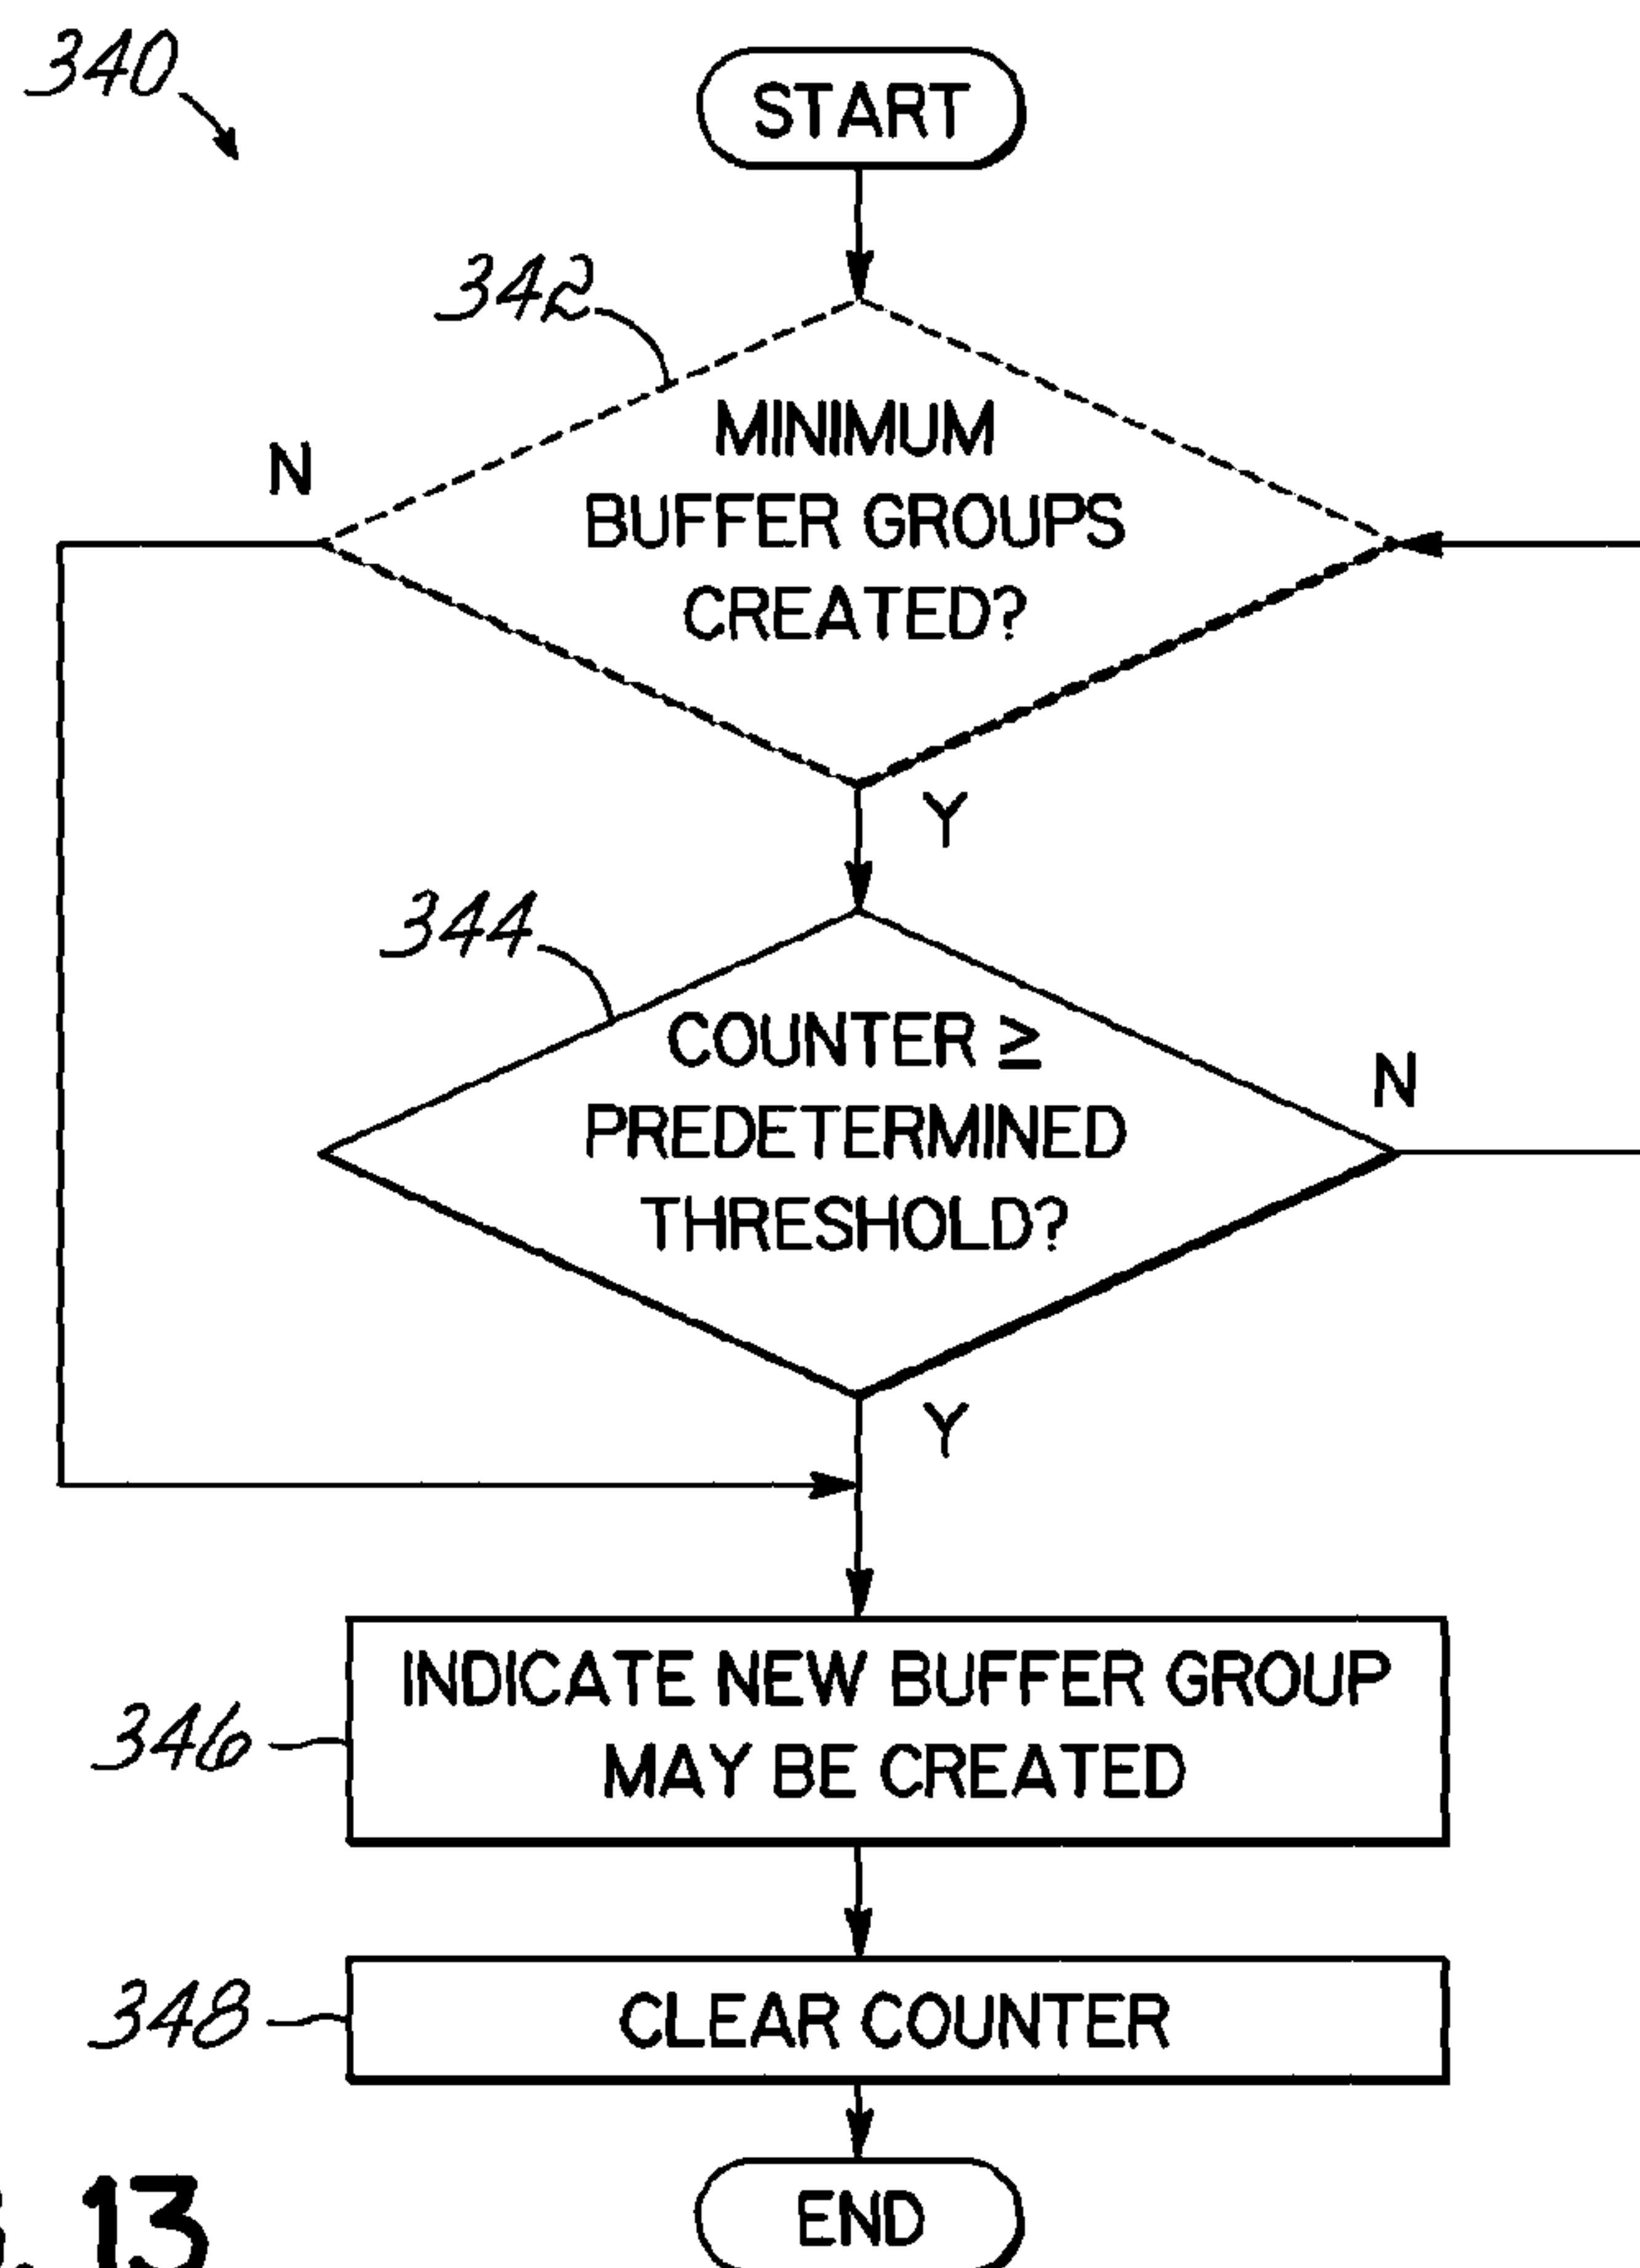 340
START
342
MINIMUM
BUFFER GROUPS
CREATED?
N
Y
344
COUNTER ≥
PREDETERMINED
THRESHOLD?
N
Y
346
INDICATE NEW BUFFER GROUP
MAY BE CREATED
348
CLEAR COUNTER
END
13